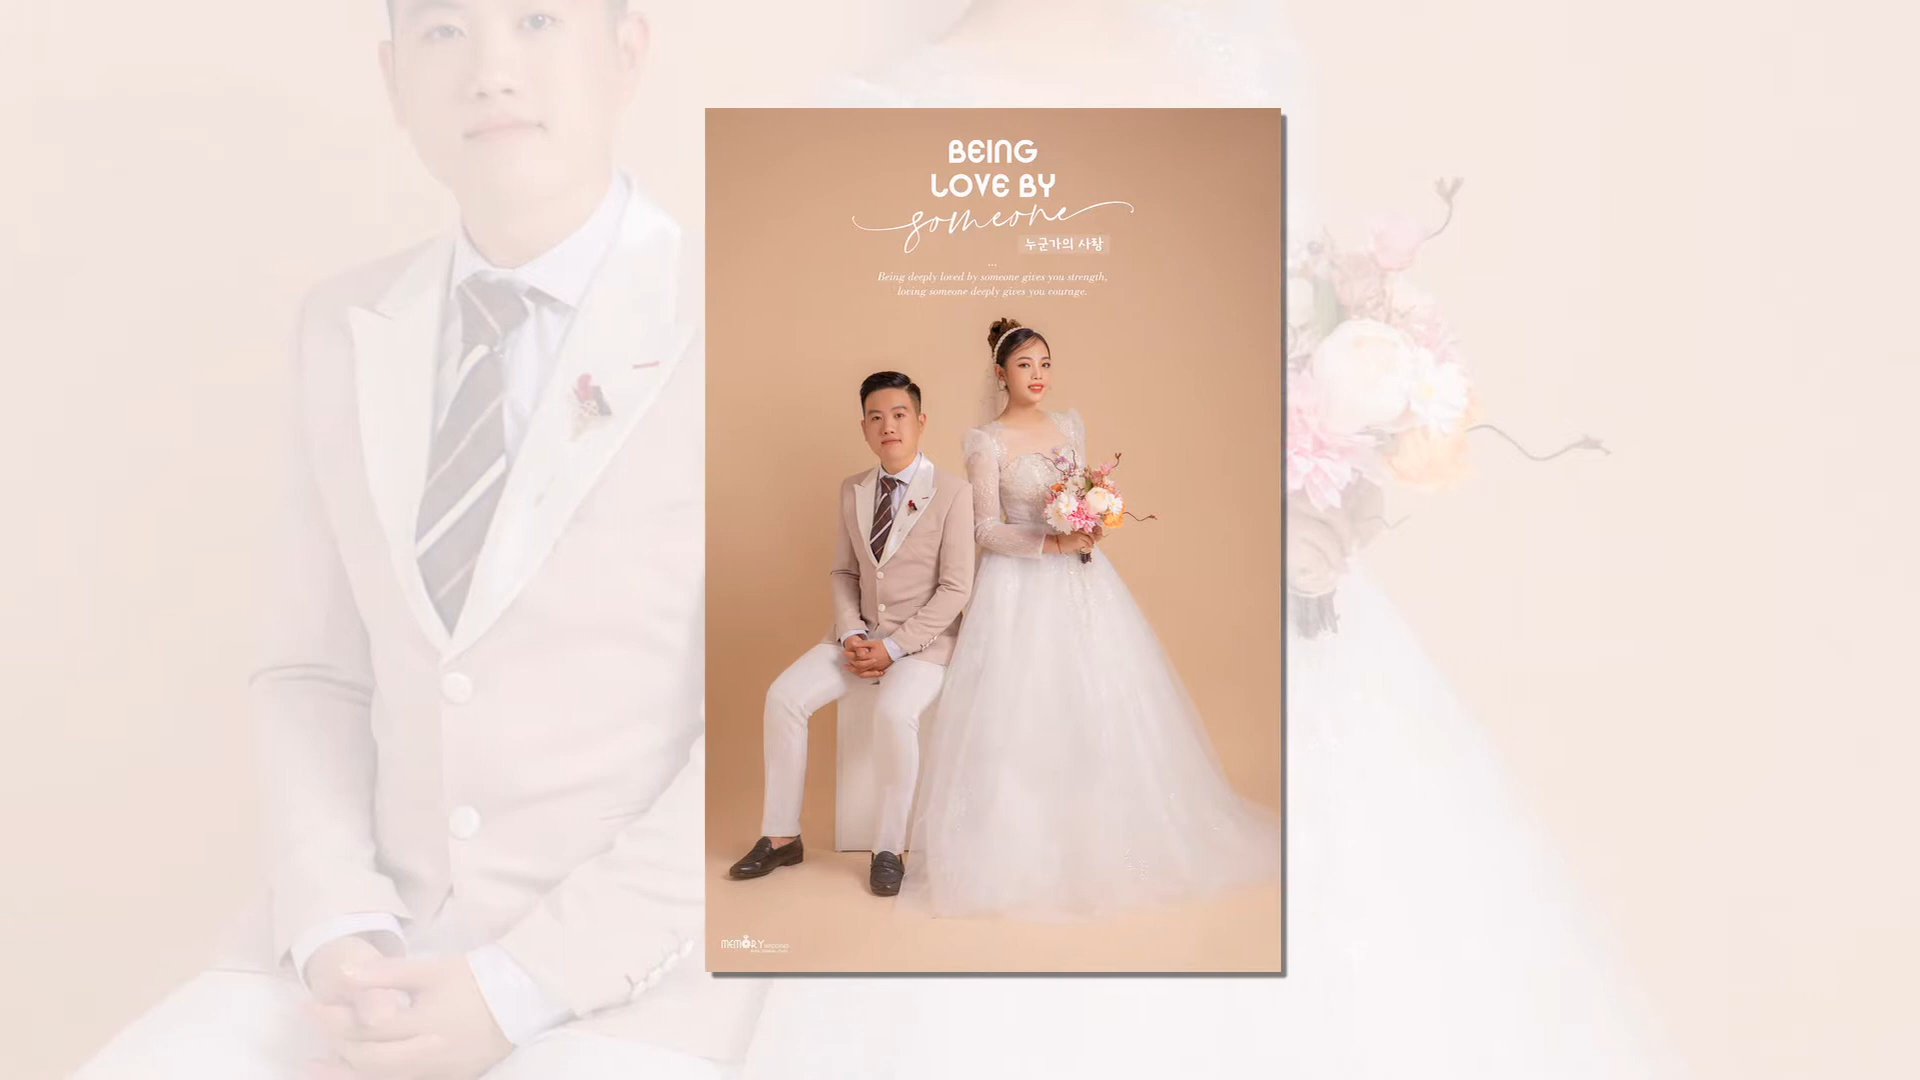 BEING
LOVE BY
someone
누군가의 사랑
...
Being deeply loved by someone gives you strength,
loving someone deeply gives you courage.
MEMORY WEDDING